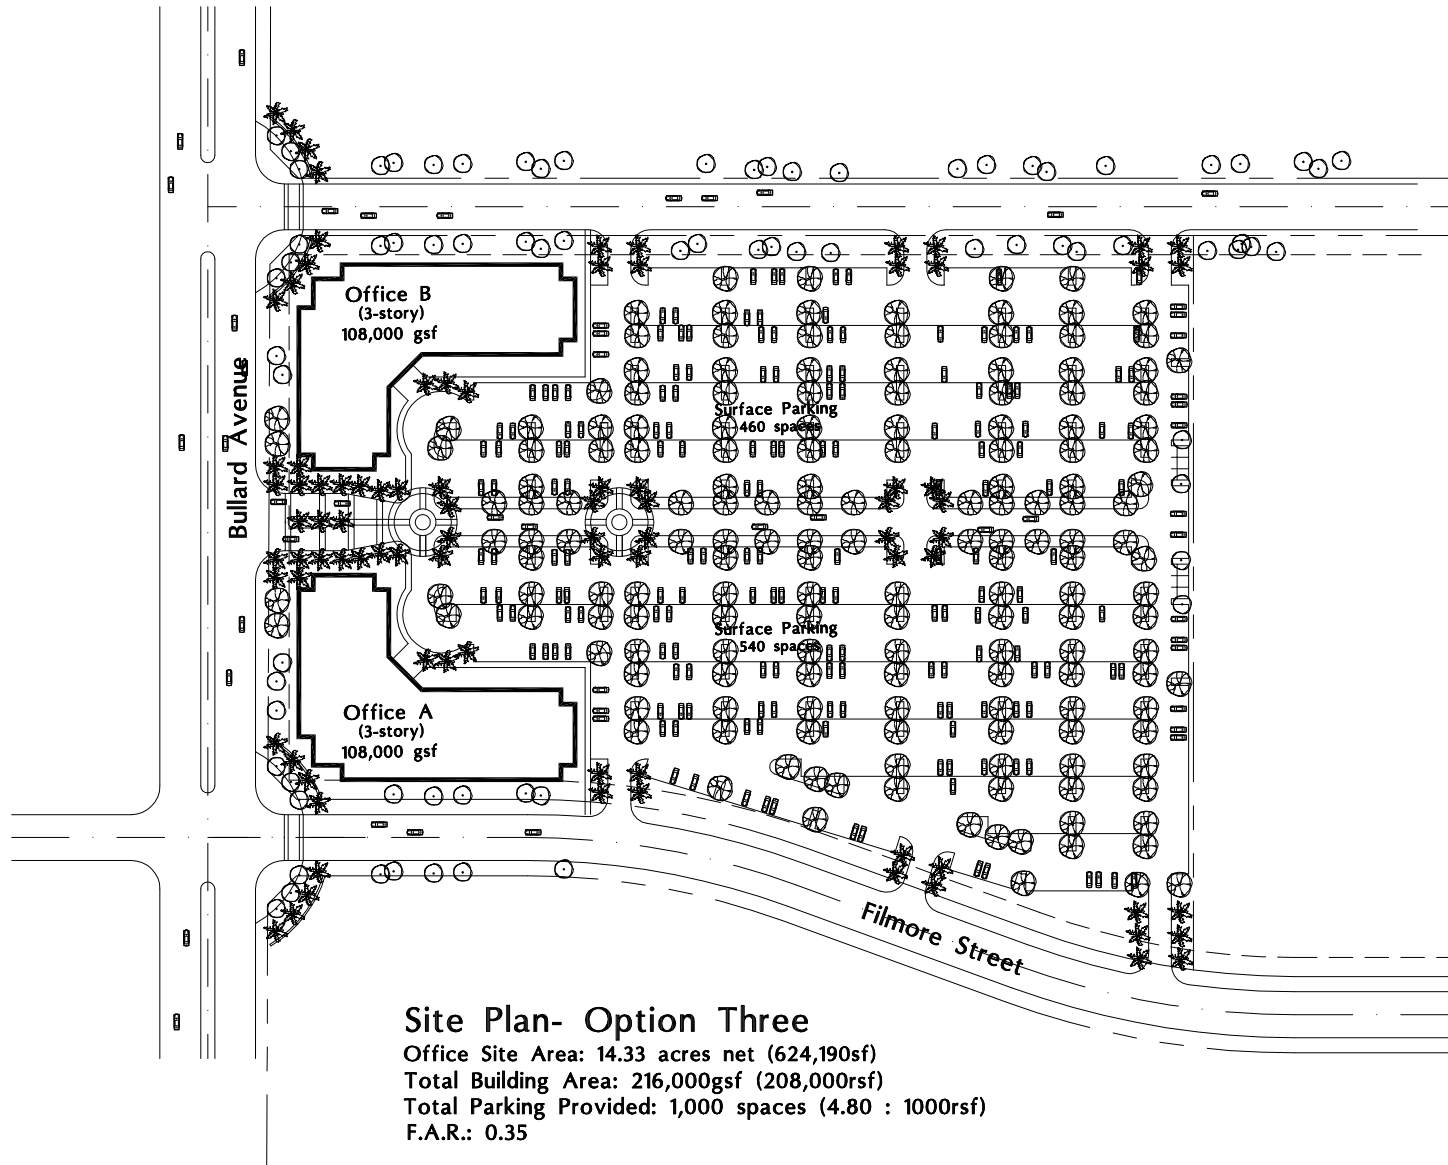 Office B
(3-story)
108,000 gsf
Bullard Avenue
Surface Parking
460 spaces
Surface Parking
540 spaces
Office A
(3-story)
108,000 gsf
Filmore Street
Site Plan- Option Three
Office Site Area: 14.33 acres net (624,190sf)
Total Building Area: 216,000gsf (208,000rsf)
Total Parking Provided: 1,000 spaces (4.80 : 1000rsf)
F.A.R.: 0.35